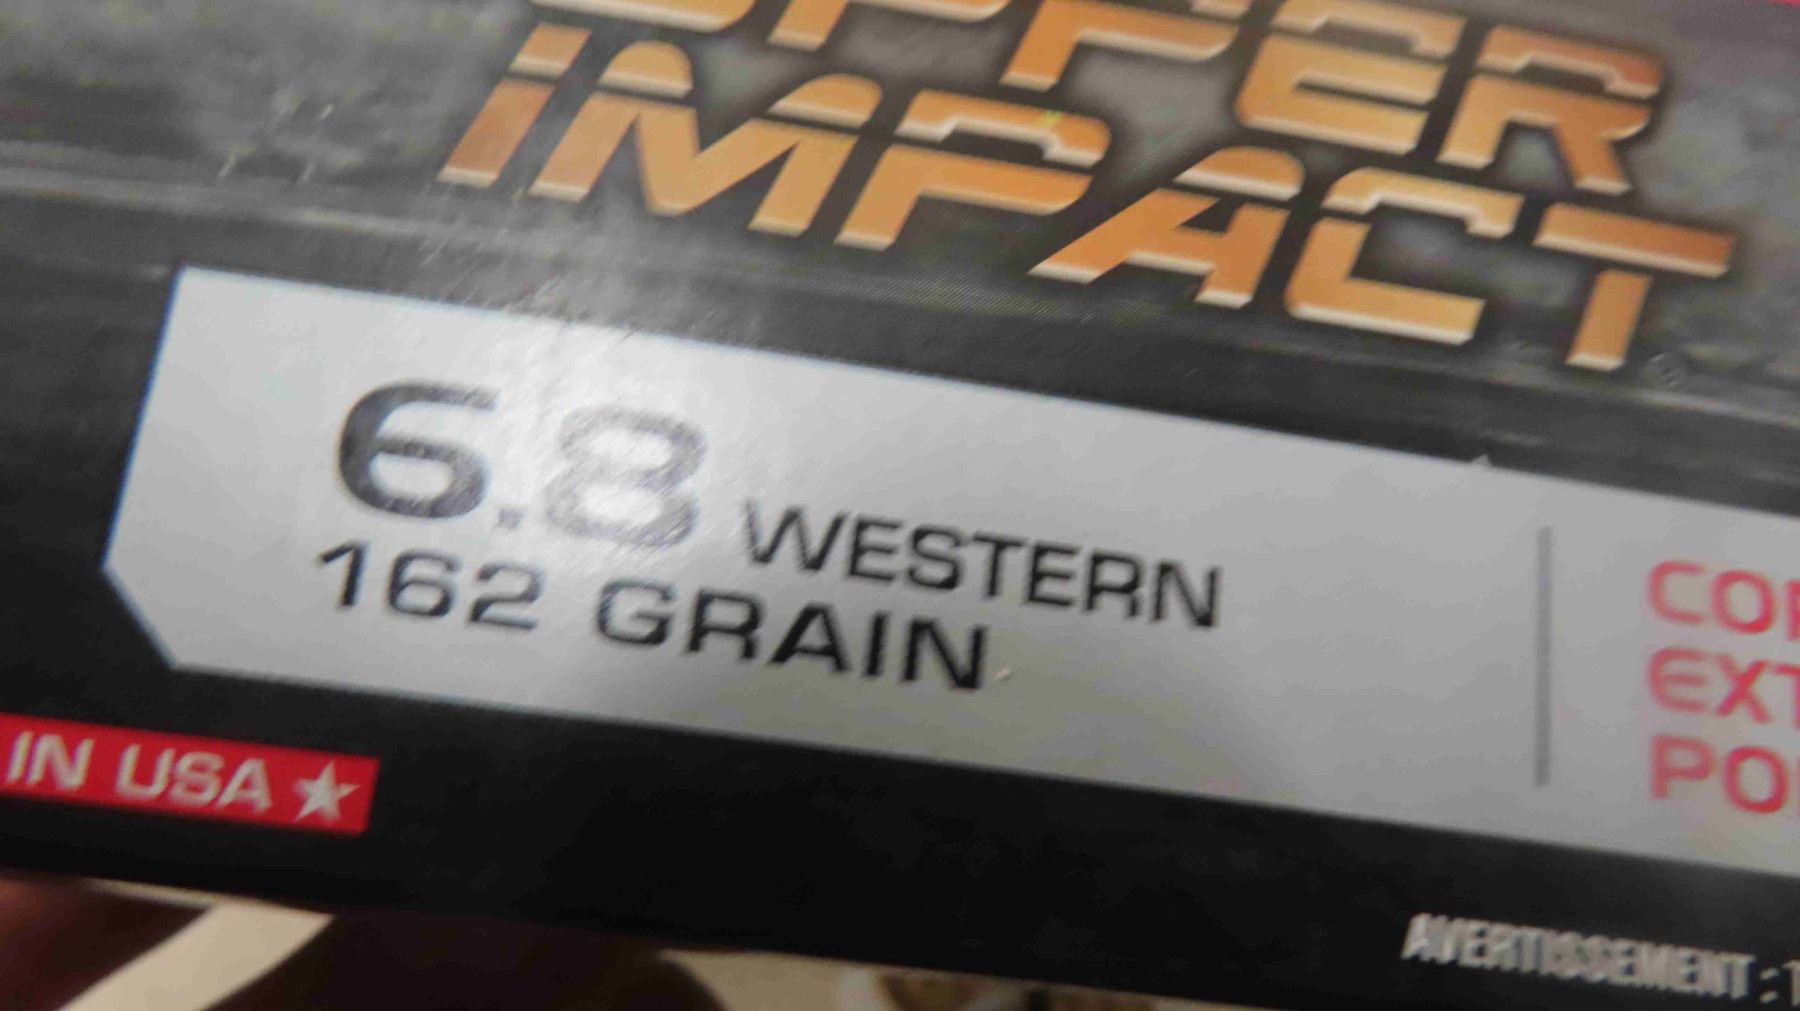 IMPACT
6.8 WESTERN
162 GRAIN
IN USA
AVERTISSEMENT :